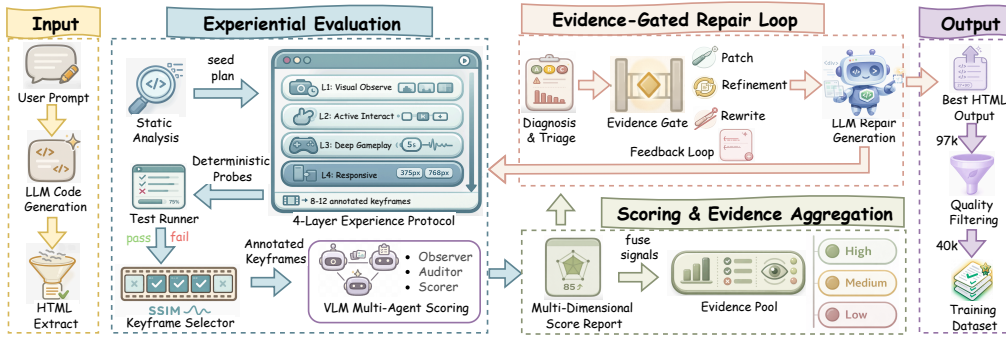 Input
User Prompt
LLM Code
Generation
HTML
Extract
Experiential Evaluation
Static
Analysis
seed
plan
L1: Visual Observe
L2: Active Interact
L3: Deep Gameplay
5s
L4: Responsive
375px
768px
→ 8-12 annotated keyframes
4-Layer Experience Protocol
Deterministic
Probes
75%
Test Runner
pass
fail
SSIM
Keyframe Selector
Annotated
Keyframes
Observer
Auditor
Scorer
VLM Multi-Agent Scoring
Evidence-Gated Repair Loop
A
B
C
Diagnosis
& Triage
Evidence Gate
Patch
Refinement
Rewrite
Feedback Loop
LLM Repair
Generation
Scoring & Evidence Aggregation
85
Multi-Dimensional
Score Report
fuse
signals
Evidence Pool
High
Medium
Low
Output
Best HTML
Output
97k
Quality
Filtering
40k
Training
Dataset